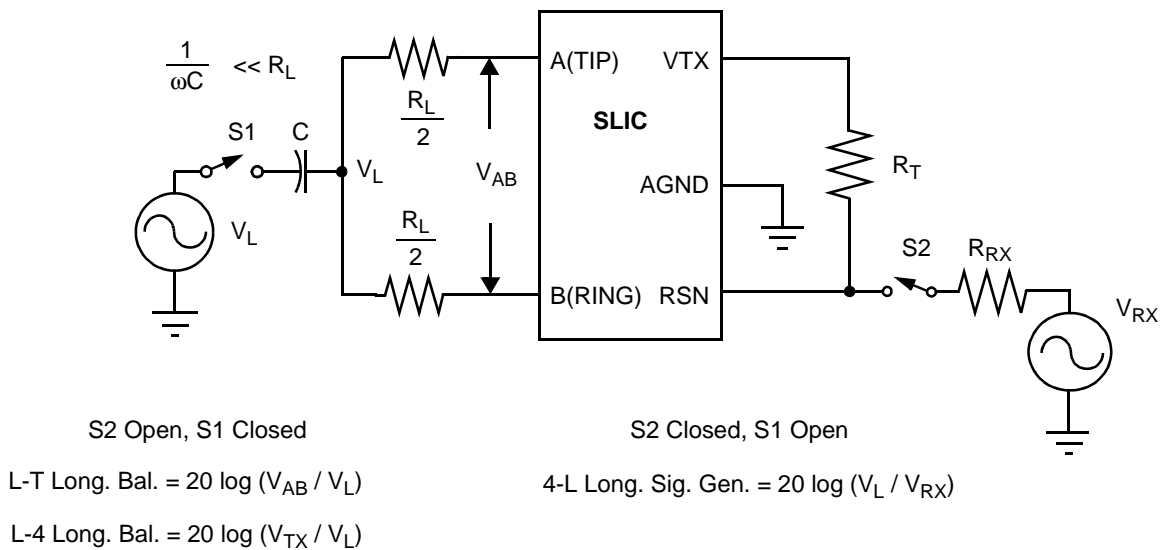 1
ωC
<< R_L
S1
C
V_L
V_L
R_L
2
R_L
2
V_AB
A(TIP)
VTX
SLIC
AGND
B(RING)
RSN
R_T
S2
R_RX
V_RX
S2 Open, S1 Closed
L-T Long. Bal. = 20 log (V_AB / V_L)
L-4 Long. Bal. = 20 log (V_TX / V_L)
S2 Closed, S1 Open
4-L Long. Sig. Gen. = 20 log (V_L / V_RX)